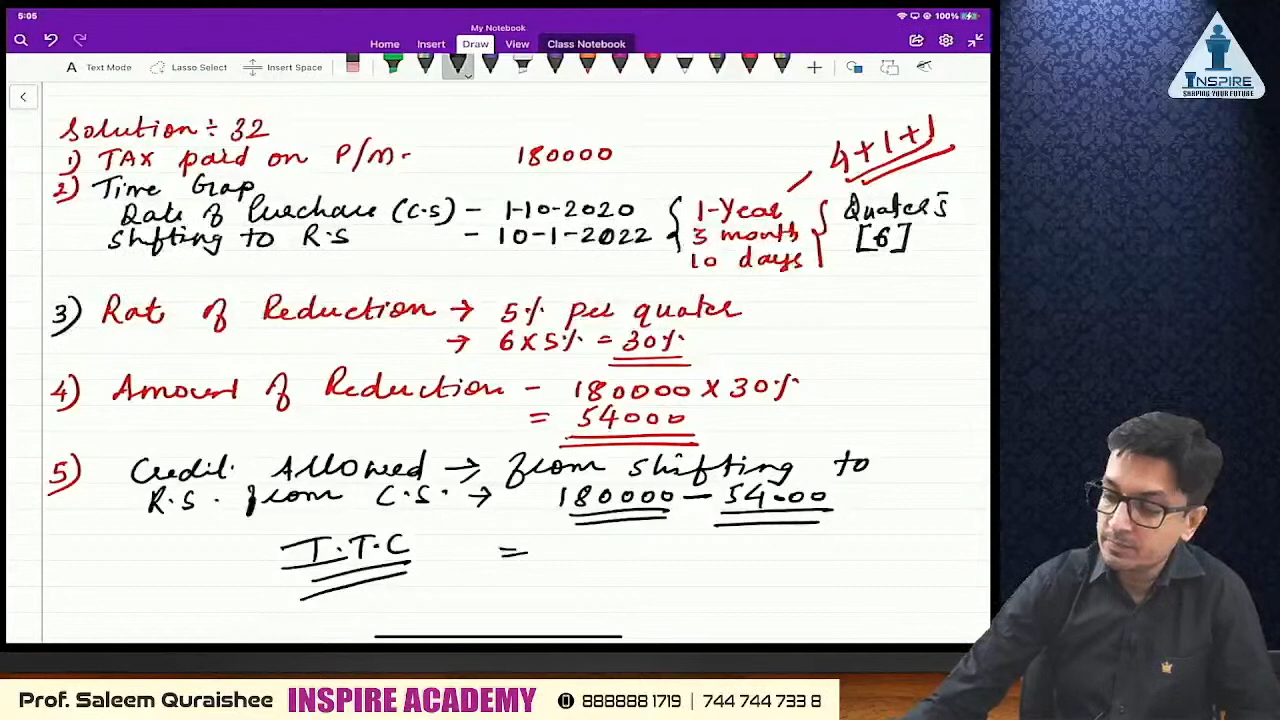 5:05
100%
My Notebook
Home Insert Draw View Class Notebook
A Text Mode Lasso Select Insert Space
INSPIRE
SHAPING YOUR FUTURE
Solution ÷ 32
1) TAX paid on P/M. 180000
4+1+1
2) Time Gap
Date of Purchase (C.S) - 1-10-2020 { 1-Year } Quaters
shifting to R.S - 10-1-2022 3 month [6]
10 days
3) Rate of Reduction → 5% per quater
→ 6 X 5% = 30%
4) Amount of Reduction - 180000 X 30%
= 54000
5) Credit Allowed → from shifting to
R.S. from C.S. → 180000 - 54000
I.T.C =
Prof. Saleem Quraishee INSPIRE ACADEMY 888888 1719 | 744 744 733 8